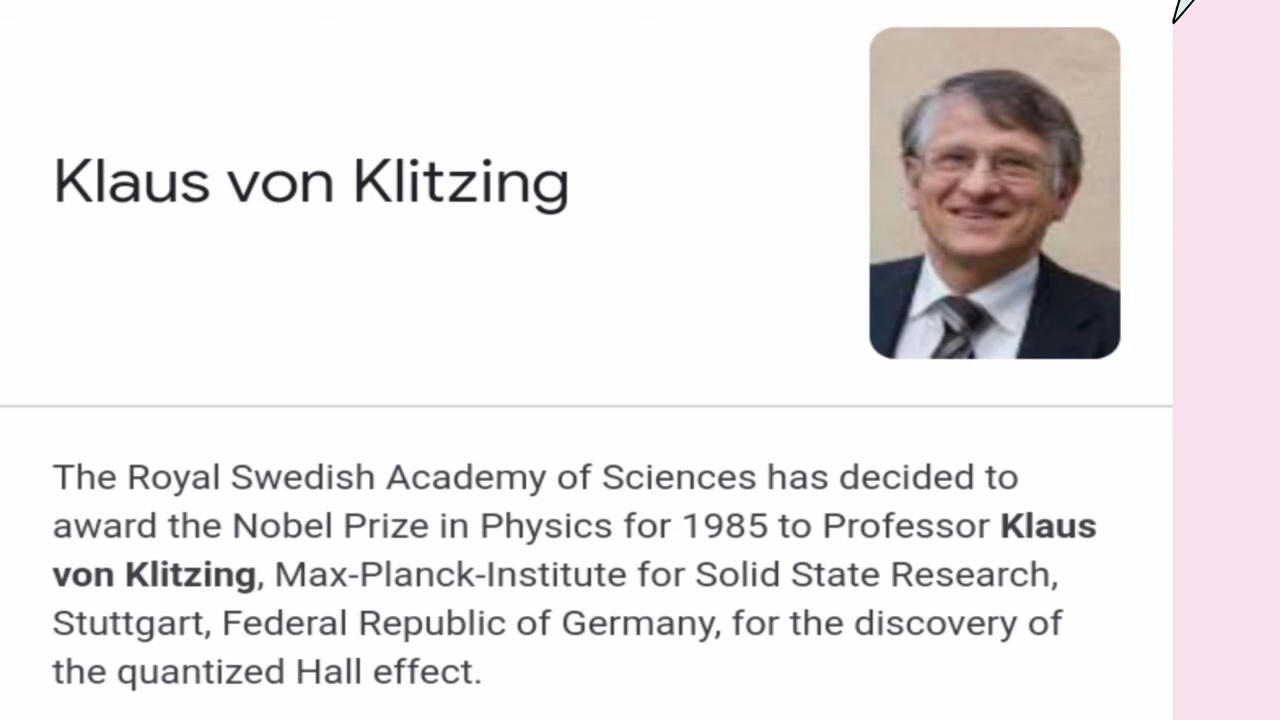 Klaus von Klitzing
The Royal Swedish Academy of Sciences has decided to
award the Nobel Prize in Physics for 1985 to Professor Klaus
von Klitzing, Max-Planck-Institute for Solid State Research,
Stuttgart, Federal Republic of Germany, for the discovery of
the quantized Hall effect.